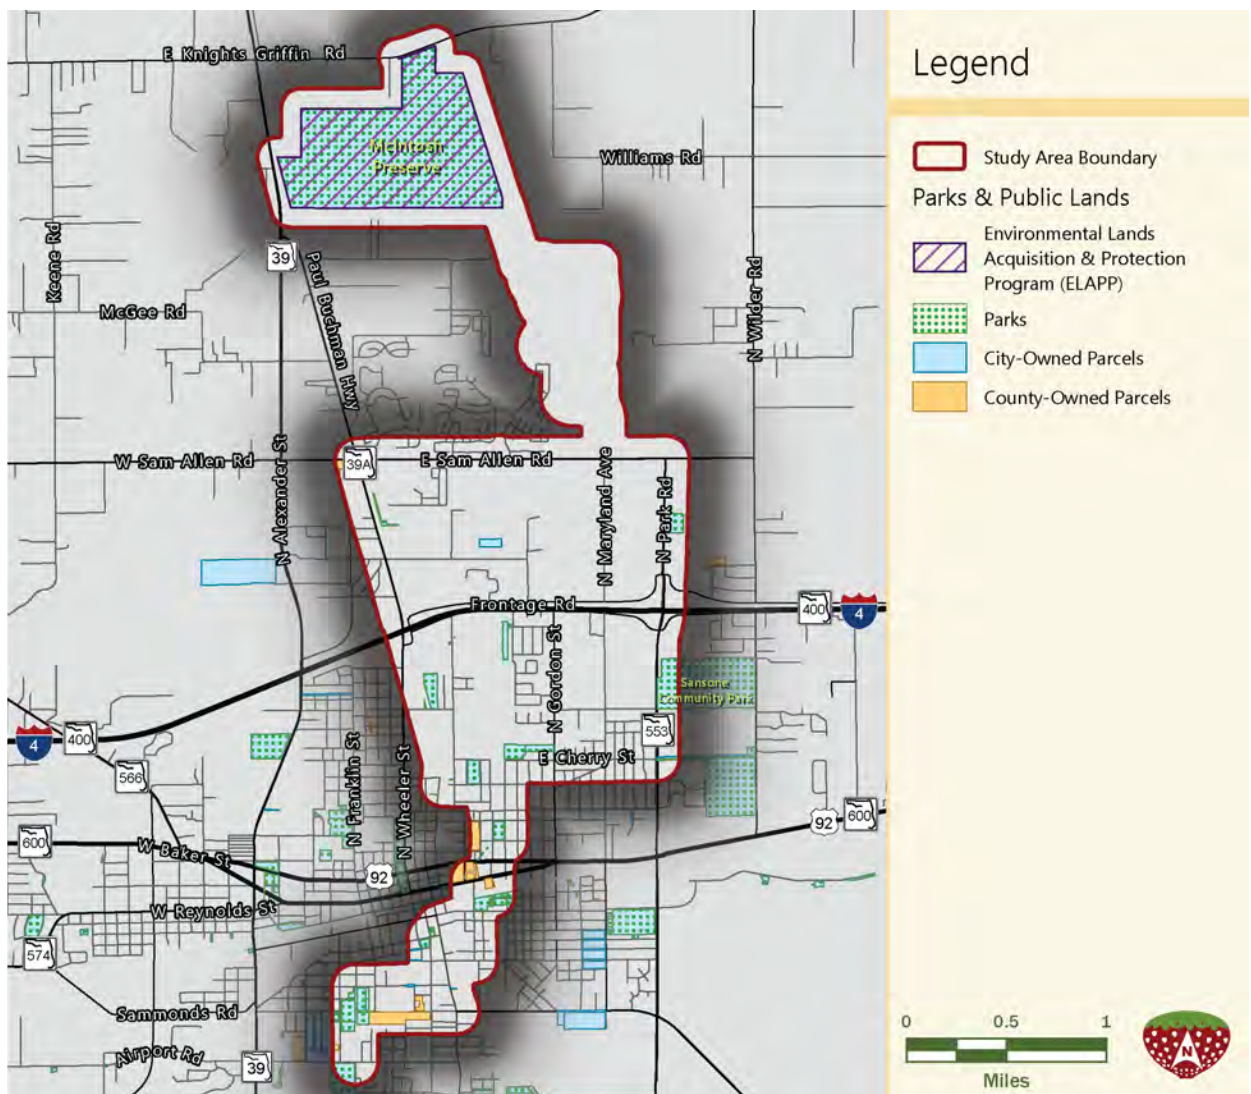 E Knights Griffin Rd
McIntosh
Preserve
Williams Rd
Keene Rd
39
Paul Buchman Hwy
N Wilder Rd
McGee Rd
W Sam Allen Rd
39A
E Sam Allen Rd
N Alexander St
N Maryland Ave
N Park Rd
Frontage Rd
400
4
N Gordon St
Sansone
Community Park
4
400
553
566
N Franklin St
N Wheeler St
E Cherry St
600
W Baker St
92
92
600
W Reynolds St
574
Sammonds Rd
Airport Rd
39
Legend
Study Area Boundary
Parks & Public Lands
Environmental Lands
Acquisition & Protection
Program (ELAPP)
Parks
City-Owned Parcels
County-Owned Parcels
0 0.5 1
Miles
N